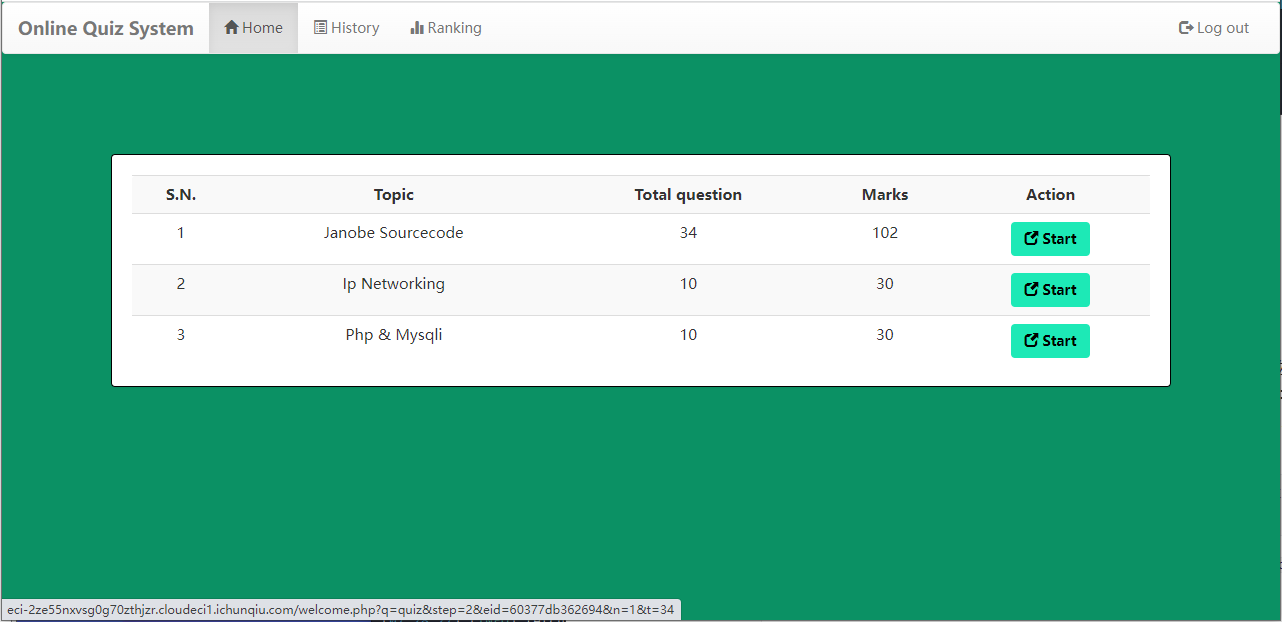 Online Quiz System Home History Ranking Log out
S.N. Topic Total question Marks Action
1 Janobe Sourcecode 34 102 Start
2 Ip Networking 10 30 Start
3 Php & Mysqli 10 30 Start
eci-2ze55nxvsg0g70zthjzr.cloudeci1.ichunqiu.com/welcome.php?q=quiz&step=2&eid=60377db362694&n=1&t=34